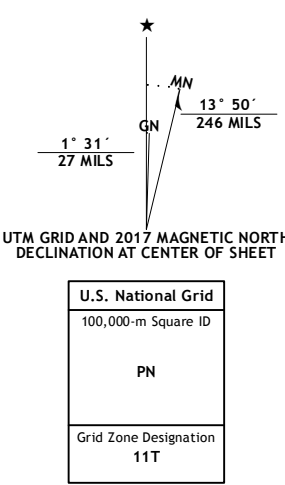 ★
MN
GN
13° 50´
246 MILS
1° 31´
27 MILS
UTM GRID AND 2017 MAGNETIC NORTH
DECLINATION AT CENTER OF SHEET
U.S. National Grid
100,000-m Square ID
PN
Grid Zone Designation
11T